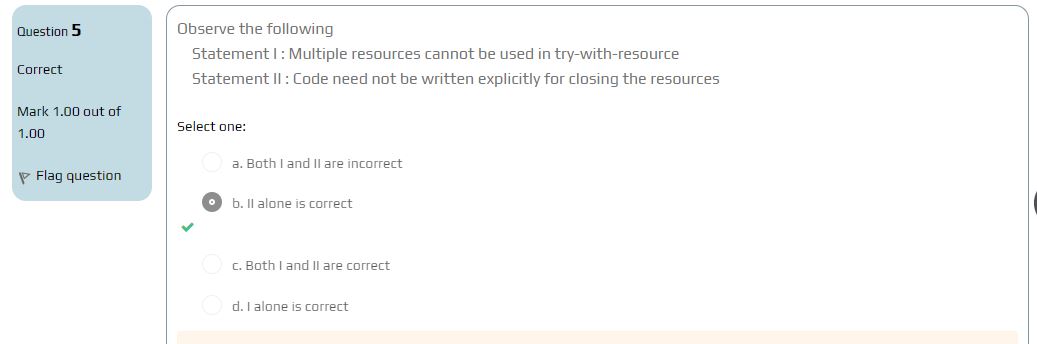 Question 5
Correct
Mark 1.00 out of
1.00
Flag question
Observe the following
Statement I : Multiple resources cannot be used in try-with-resource
Statement II : Code need not be written explicitly for closing the resources
Select one:
a. Both I and II are incorrect
b. II alone is correct
c. Both I and II are correct
d. I alone is correct